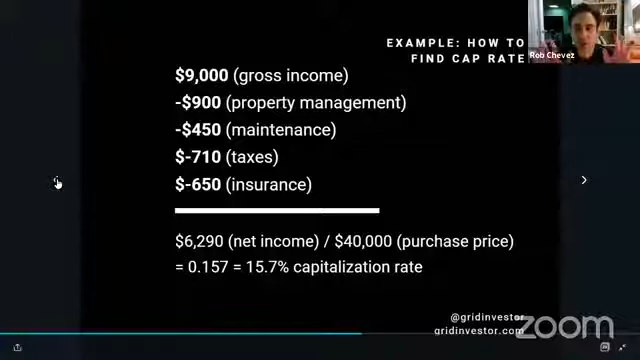 EXAMPLE: HOW TO
FIND CAP RATE
Rob Chevez
$9,000 (gross income)
-$900 (property management)
-$450 (maintenance)
$-710 (taxes)
$-650 (insurance)
$6,290 (net income) / $40,000 (purchase price)
= 0.157 = 15.7% capitalization rate
@gridinvestor
gridinvestor.com
zoom